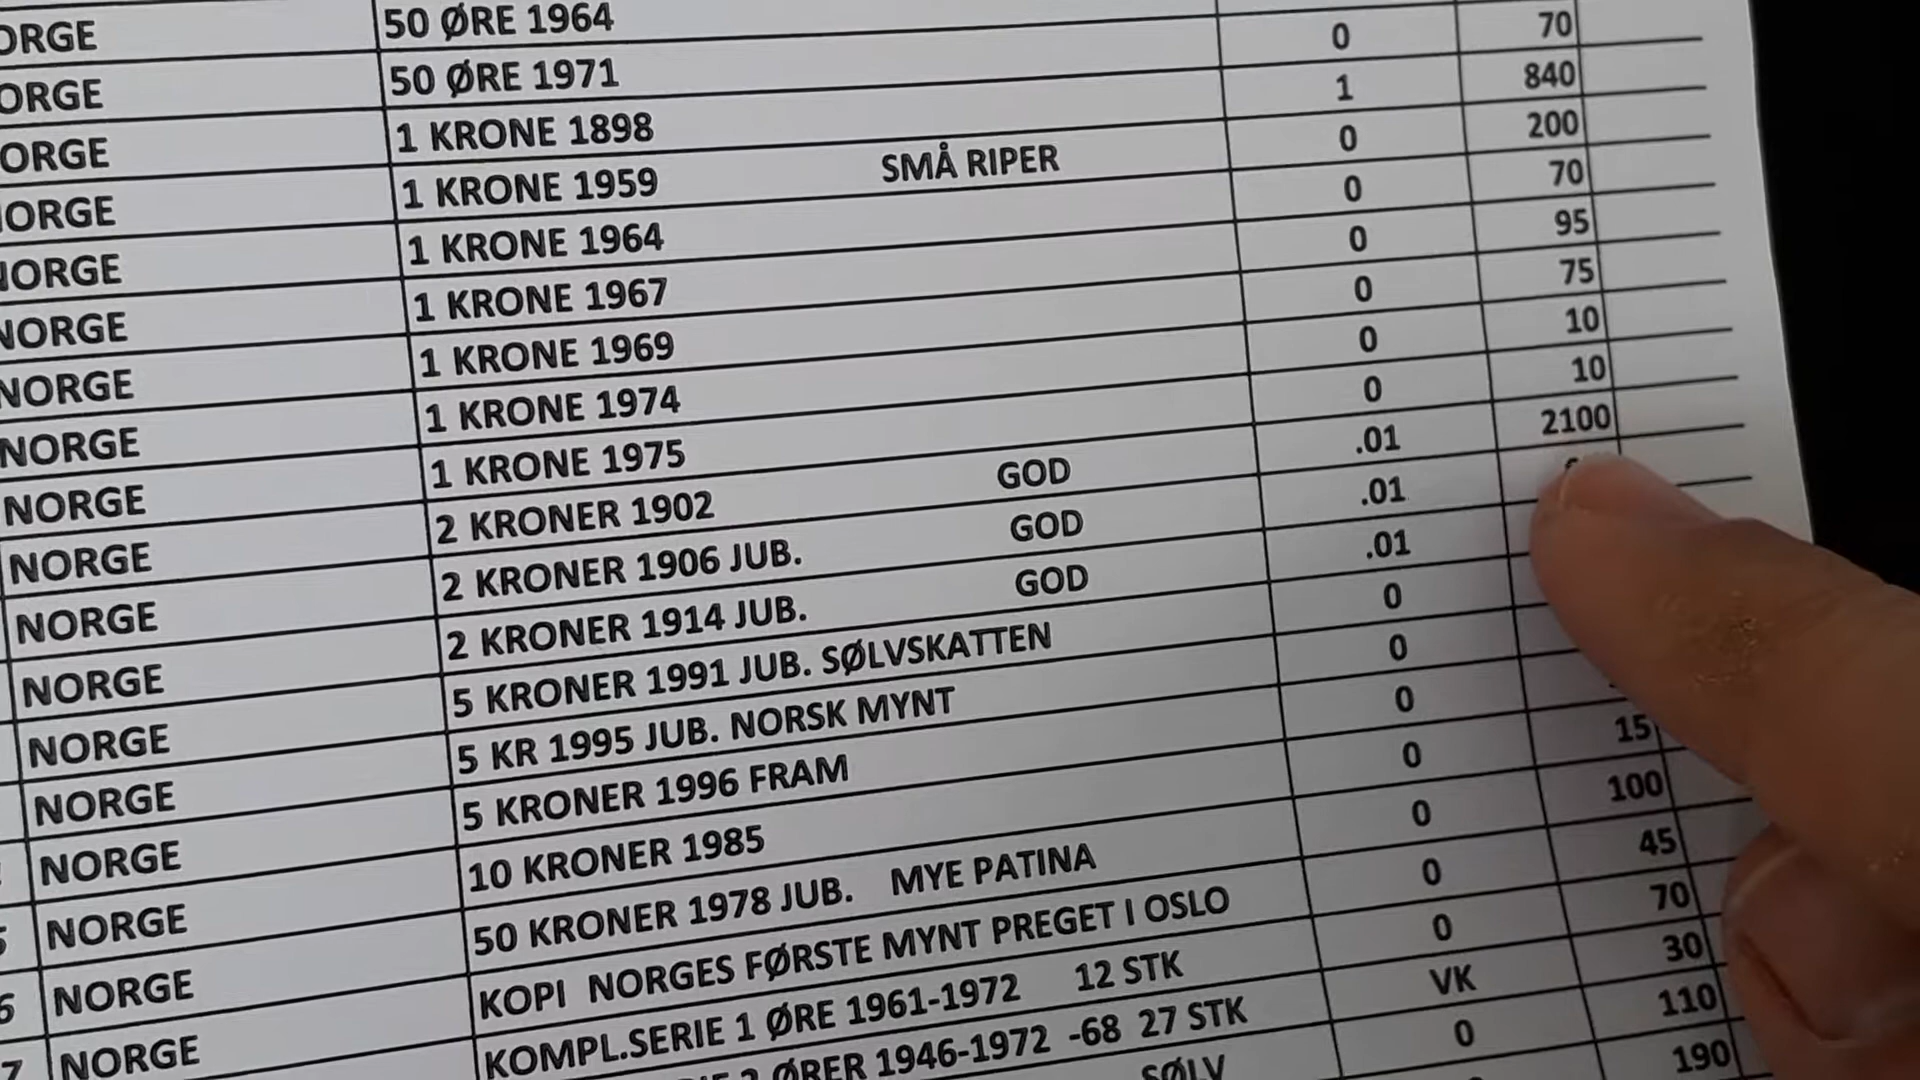 ORGE 50 ØRE 1964
ORGE 50 ØRE 1971 0 70
ORGE 1 KRONE 1898 1 840
ORGE 1 KRONE 1959 SMÅ RIPER 0 200
NORGE 1 KRONE 1964 0 70
NORGE 1 KRONE 1967 0 95
NORGE 1 KRONE 1969 0 75
NORGE 1 KRONE 1974 0 10
NORGE 1 KRONE 1975 0 10
NORGE 2 KRONER 1902 GOD .01 2100
NORGE 2 KRONER 1906 JUB. GOD .01
NORGE 2 KRONER 1914 JUB. GOD .01
NORGE 5 KRONER 1991 JUB. SØLVSKATTEN 0
NORGE 5 KR 1995 JUB. NORSK MYNT 0
NORGE 5 KRONER 1996 FRAM 0
NORGE 10 KRONER 1985 0 15
6 NORGE 50 KRONER 1978 JUB. MYE PATINA 0 100
7 NORGE KOPI NORGES FØRSTE MYNT PREGET I OSLO 0 45
KOMPL.SERIE 1 ØRE 1961-1972 12 STK 0 70
2 ØRER 1946-1972 -68 27 STK VK 30
SØLV 0 110
190